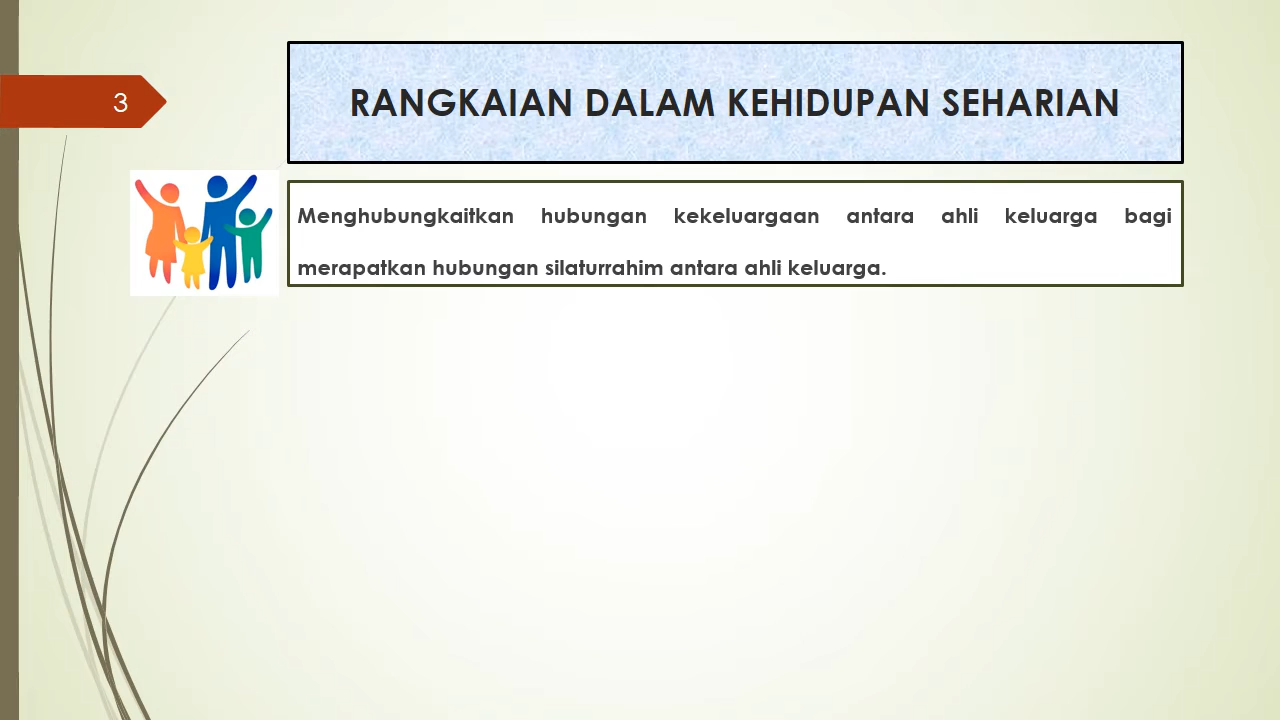 3
RANGKAIAN DALAM KEHIDUPAN SEHARIAN
Menghubungkaitkan hubungan kekeluargaan antara ahli keluarga bagi
merapatkan hubungan silaturrahim antara ahli keluarga.